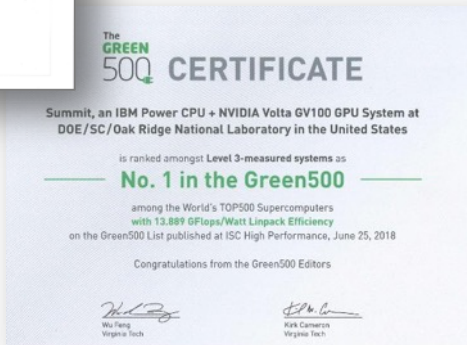 The
GREEN
500 CERTIFICATE
Summit, an IBM Power CPU + NVIDIA Volta GV100 GPU System at
DOE/SC/Oak Ridge National Laboratory in the United States
is ranked amongst Level 3-measured systems as
No. 1 in the Green500
among the World's TOP500 Supercomputers
with 13.889 GFlops/Watt Linpack Efficiency
on the Green500 List published at ISC High Performance, June 25, 2018
Congratulations from the Green500 Editors
Wu Feng
Virginia Tech
Kirk Cameron
Virginia Tech